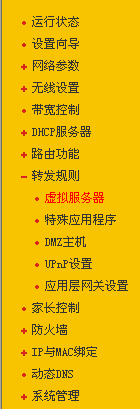 运行状态
设置向导
网络参数
无线设置
带宽控制
DHCP服务器
路由功能
转发规则
虚拟服务器
特殊应用程序
DMZ主机
UPnP设置
应用层网关设置
家长控制
防火墙
IP与MAC绑定
动态DNS
系统管理